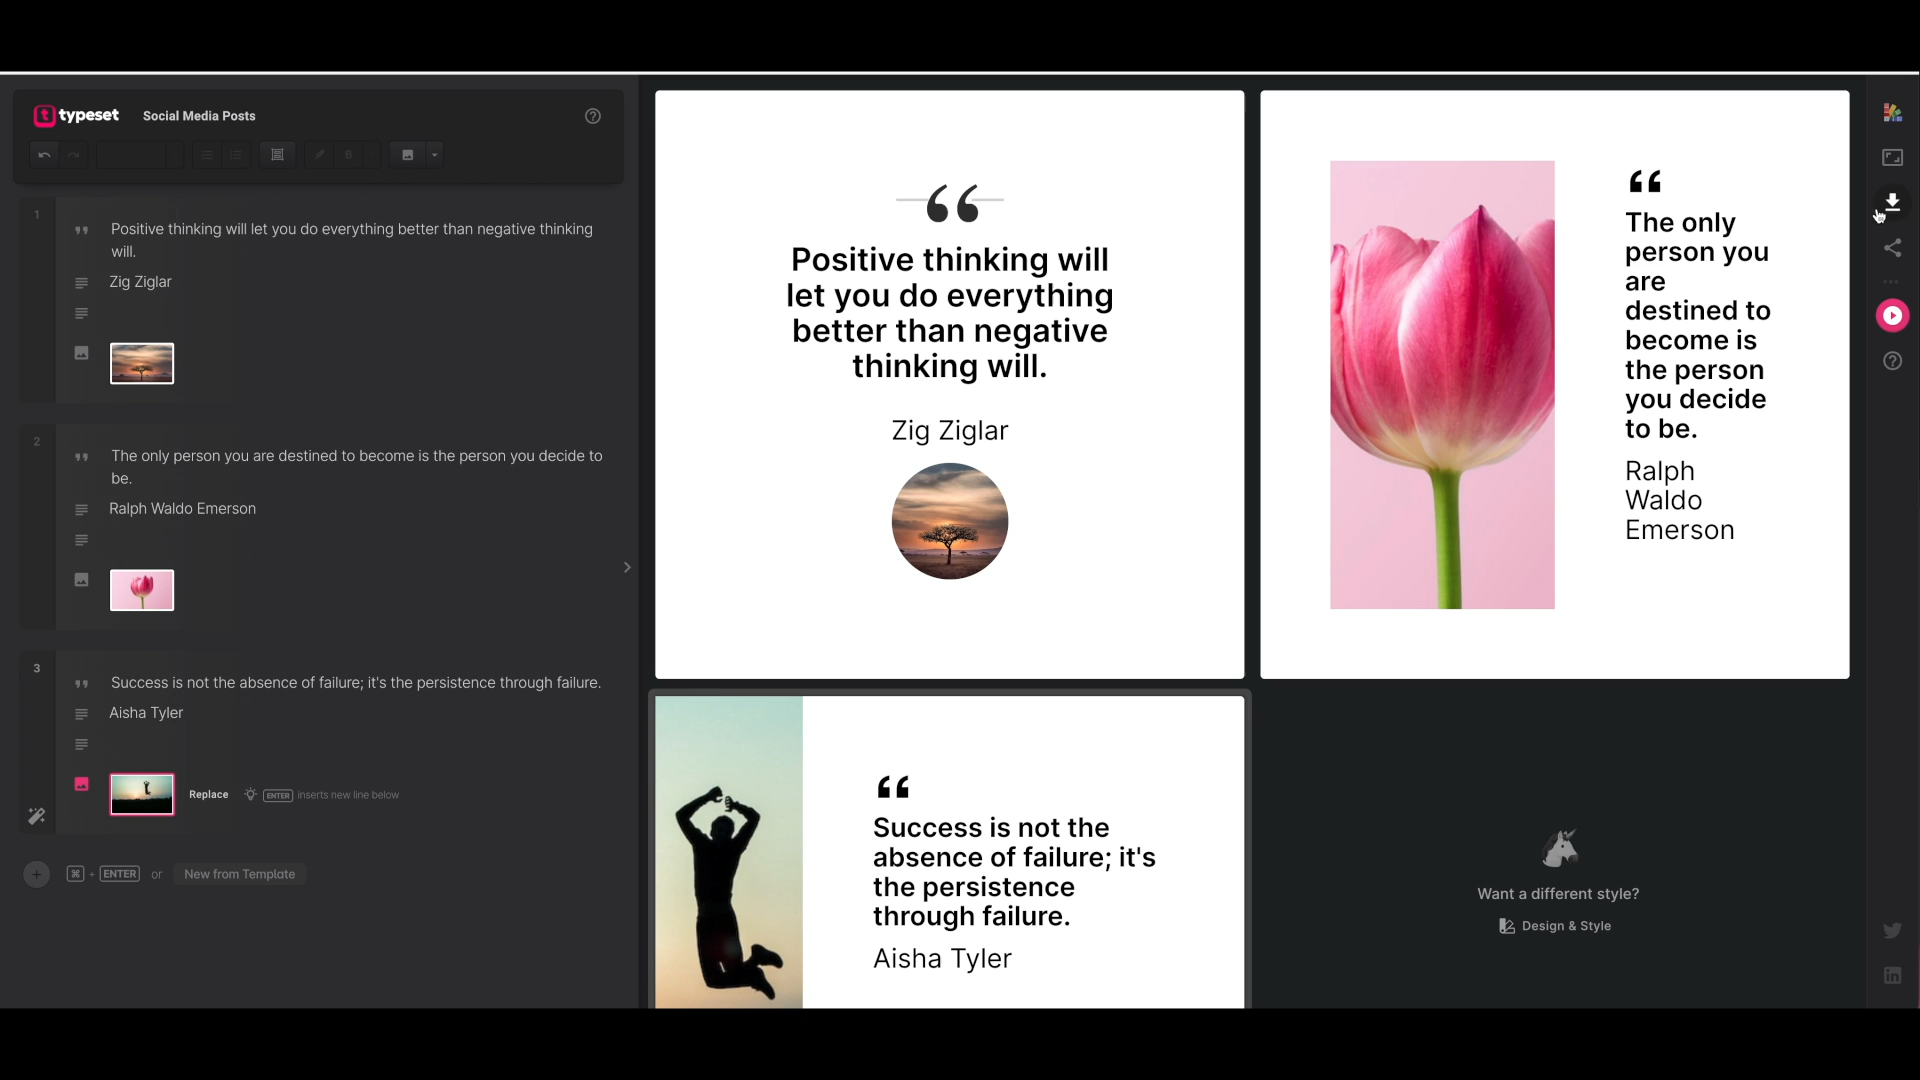 typeset Social Media Posts
B
1
Positive thinking will let you do everything better than negative thinking
will.
Zig Ziglar
2
The only person you are destined to become is the person you decide to
be.
Ralph Waldo Emerson
3
Success is not the absence of failure; it's the persistence through failure.
Aisha Tyler
Replace ENTER inserts new line below
⌘ + ENTER or New from Template
“
Positive thinking will
let you do everything
better than negative
thinking will.
Zig Ziglar
“
The only
person you
are
destined to
become is
the person
you decide
to be.
Ralph
Waldo
Emerson
“
Success is not the
absence of failure; it's
the persistence
through failure.
Aisha Tyler
Want a different style?
Design & Style